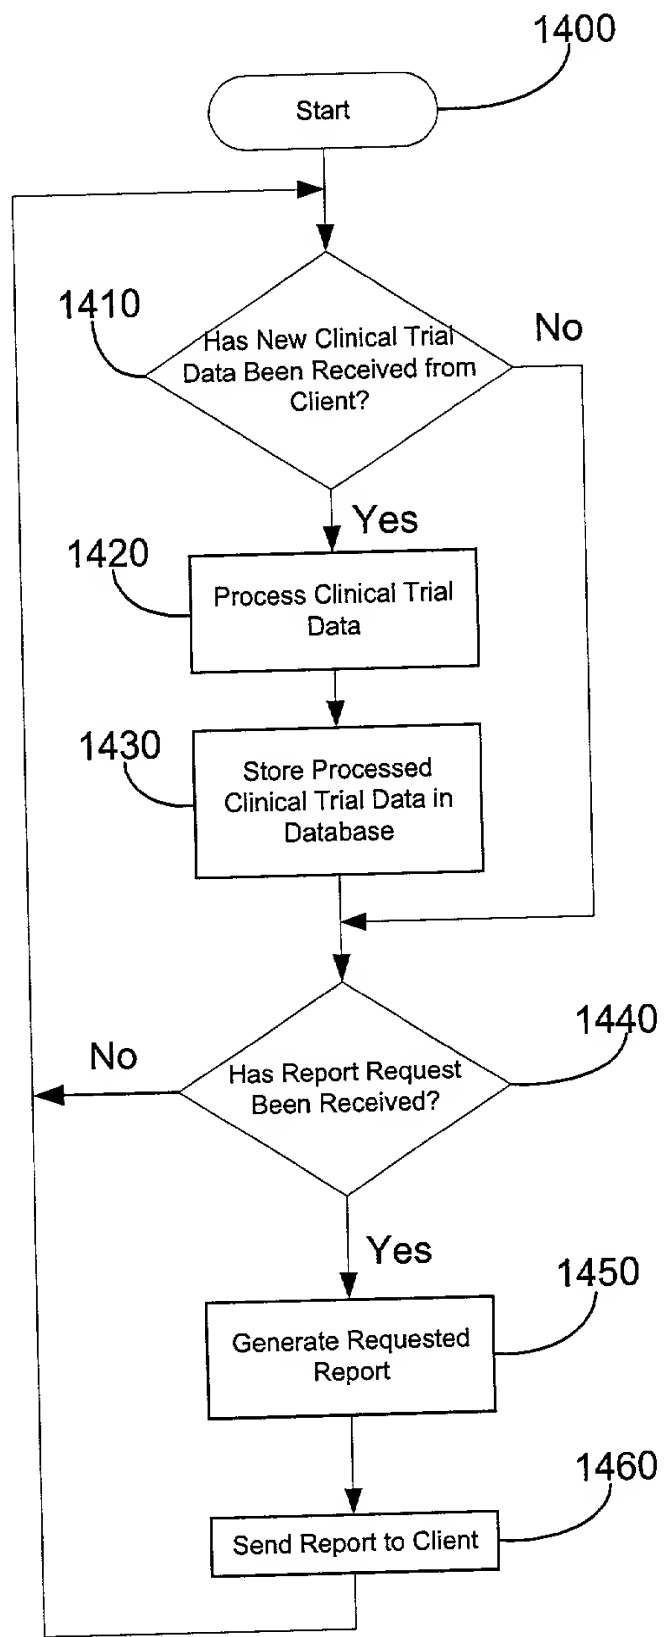 1400
Start
1410
Has New Clinical Trial
Data Been Received from
Client?
No
Yes
1420
Process Clinical Trial
Data
1430
Store Processed
Clinical Trial Data in
Database
1440
No
Has Report Request
Been Received?
Yes
1450
Generate Requested
Report
1460
Send Report to Client